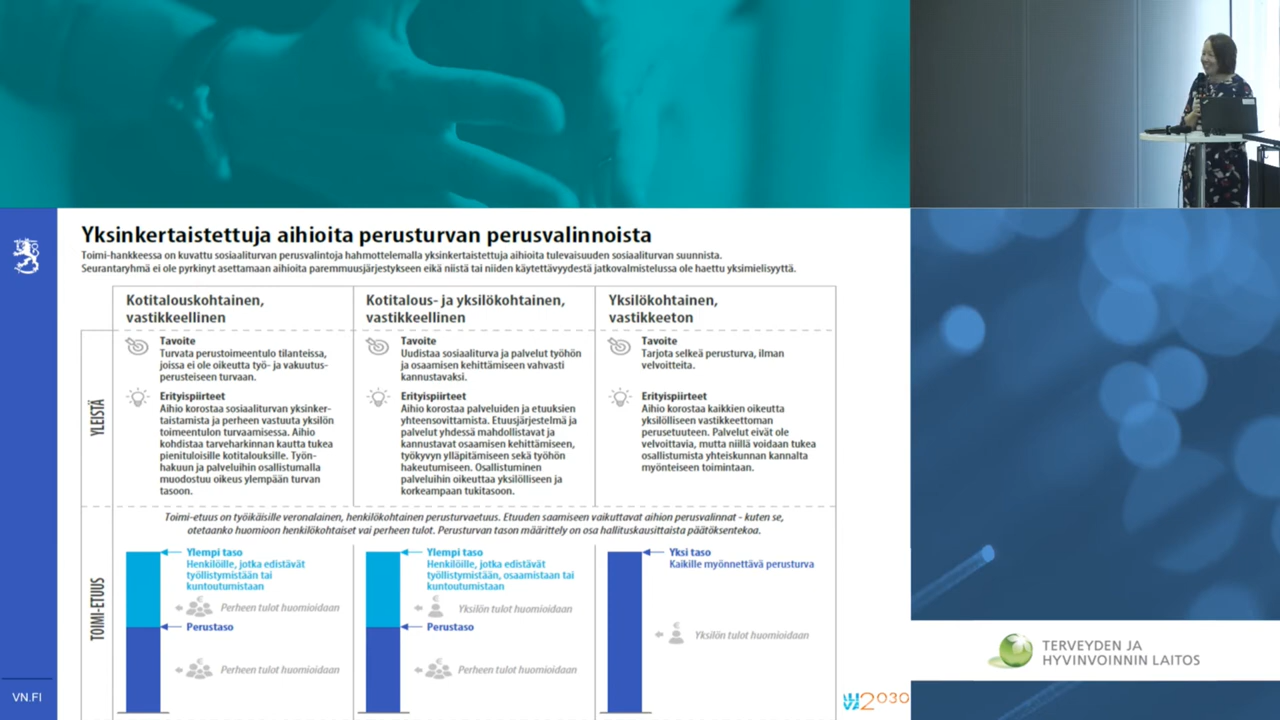 Yksinkertaistettuja aihioita perusturvan perusvalinnoista
Toimi-hankkeessa on kuvattu sosiaaliturvan perusvalintoja hahmottelemalla yksinkertaistettuja aihioita tulevaisuuden sosiaaliturvan suunnista.
Seurantaryhmä ei ole pyrkinyt asettamaan aihioita paremmuusjärjestykseen eikä niistä tai niiden käytettävyydestä jatkovalmistelussa ole haettu yksimielisyyttä.
Kotitalouskohtainen,
vastikkeellinen
Kotitalous- ja yksilökohtainen,
vastikkeellinen
Yksilökohtainen,
vastikkeeton
YLEISTÄ
Tavoite
Turvata perustoimeentulo tilanteissa,
joissa ei ole oikeutta työ- ja vakuutus-
perusteiseen turvaan.
Erityispiirteet
Aihio korostaa sosiaaliturvan yksinker-
taistamista ja perheen vastuuta yksilön
toimeentulon turvaamisessa. Aihio
kohdistaa tarveharkinnan kautta tukea
pienituloisille kotitalouksille. Työn-
hakuun ja palveluihin osallistumalla
muodostuu oikeus ylempään turvan
tasoon.
Tavoite
Uudistaa sosiaaliturva ja palvelut työhön
ja osaamisen kehittämiseen vahvasti
kannustavaksi.
Erityispiirteet
Aihio korostaa palveluiden ja etuuksien
yhteensovittamista. Etuusjärjestelmä ja
palvelut yhdessä mahdollistavat ja
kannustavat osaamisen kehittämiseen,
työkyvyn ylläpitämiseen sekä työhön
hakeutumiseen. Osallistuminen
palveluihin oikeuttaa yksilölliseen ja
korkeampaan tukitasoon.
Tavoite
Tarjota selkeä perusturva, ilman
velvoitteita.
Erityispiirteet
Aihio korostaa kaikkien oikeutta
yksilölliseen vastikkeettoman
perusetuuteen. Palvelut eivät ole
velvoittavia, mutta niillä voidaan tukea
osallistumista yhteiskunnan kannalta
myönteiseen toimintaan.
TOIMI-ETUUS
Toimi-etuus on työikäisille veronalainen, henkilökohtainen perusturvaetuus. Etuuden saamiseen vaikuttavat aihion perusvalinnat - kuten se,
otetaanko huomioon henkilökohtaiset vai perheen tulot. Perusturvan tason määrittely on osa hallituskausittaista päätöksentekoa.
Ylempi taso
Henkilöille, jotka edistävät
työllistymistään tai
kuntoutumistaan
Perheen tulot huomioidaan
Perustaso
Perheen tulot huomioidaan
Ylempi taso
Henkilöille, jotka edistävät
työllistymistään, osaamistaan tai
kuntoutumistaan
Yksilön tulot huomioidaan
Perustaso
Perheen tulot huomioidaan
Yksi taso
Kaikille myönnettävä perusturva
Yksilön tulot huomioidaan
VN.FI
2030
TERVEYDEN JA
HYVINVOINNIN LAITOS